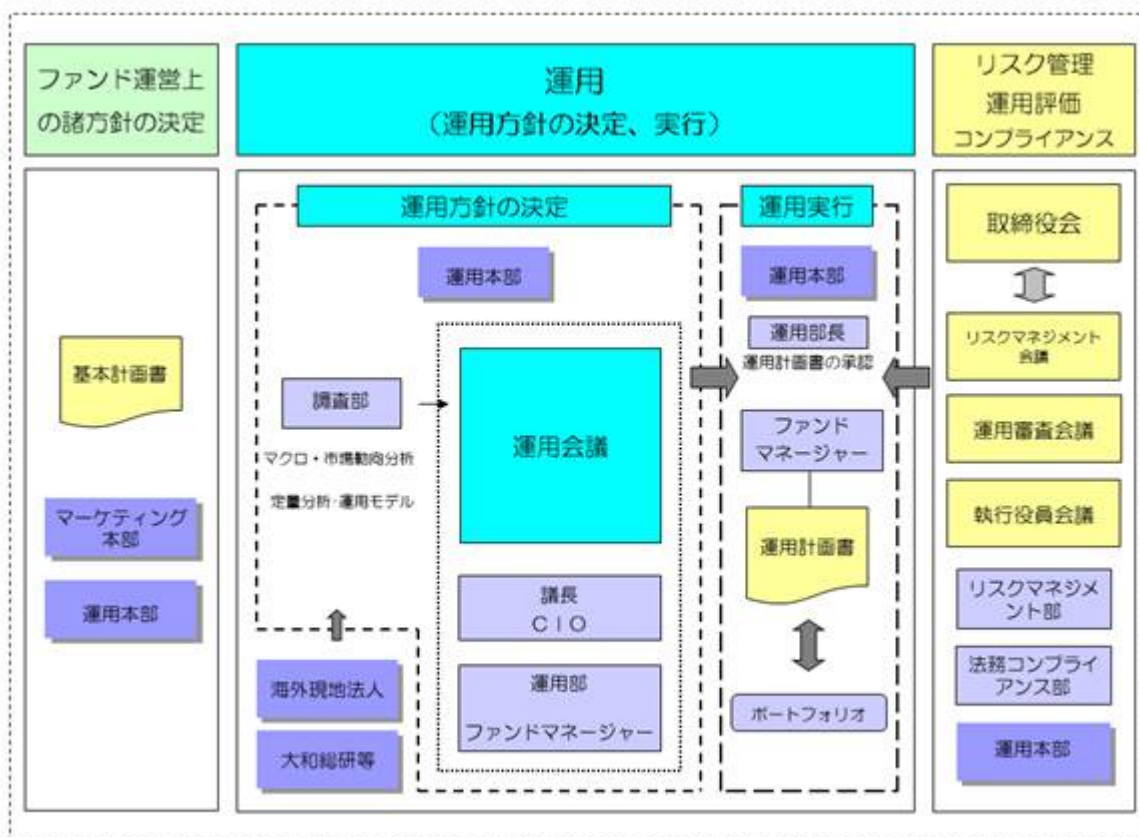 ファンド運営上
の諸方針の決定
運用
（運用方針の決定、実行）
リスク管理
運用評価
コンプライアンス
基本計画書
マーケティング
本部
運用本部
運用方針の決定
運用本部
調査部
マクロ・市場動向分析
定量分析・運用モデル
運用会議
議長
ＣＩＯ
運用部
ファンドマネージャー
海外現地法人
大和総研等
運用実行
運用本部
運用部長
運用計画書の承認
ファンド
マネージャー
運用計画書
ポートフォリオ
取締役会
リスクマネジメント
会議
運用審査会議
執行役員会議
リスクマネジメ
ント部
法務コンプライ
アンス部
運用本部